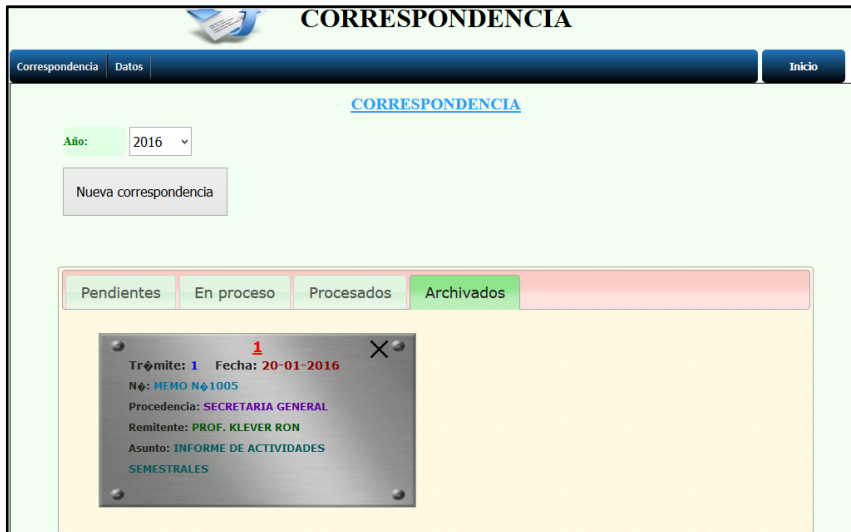 CORRESPONDENCIA
Correspondencia Datos Inicio
CORRESPONDENCIA
Año: 2016
Nueva correspondencia
Pendientes En proceso Procesados Archivados
1
Tr�mite: 1 Fecha: 20-01-2016
N�: MEMO N�1005
Procedencia: SECRETARIA GENERAL
Remitente: PROF. KLEVER RON
Asunto: INFORME DE ACTIVIDADES
SEMESTRALES